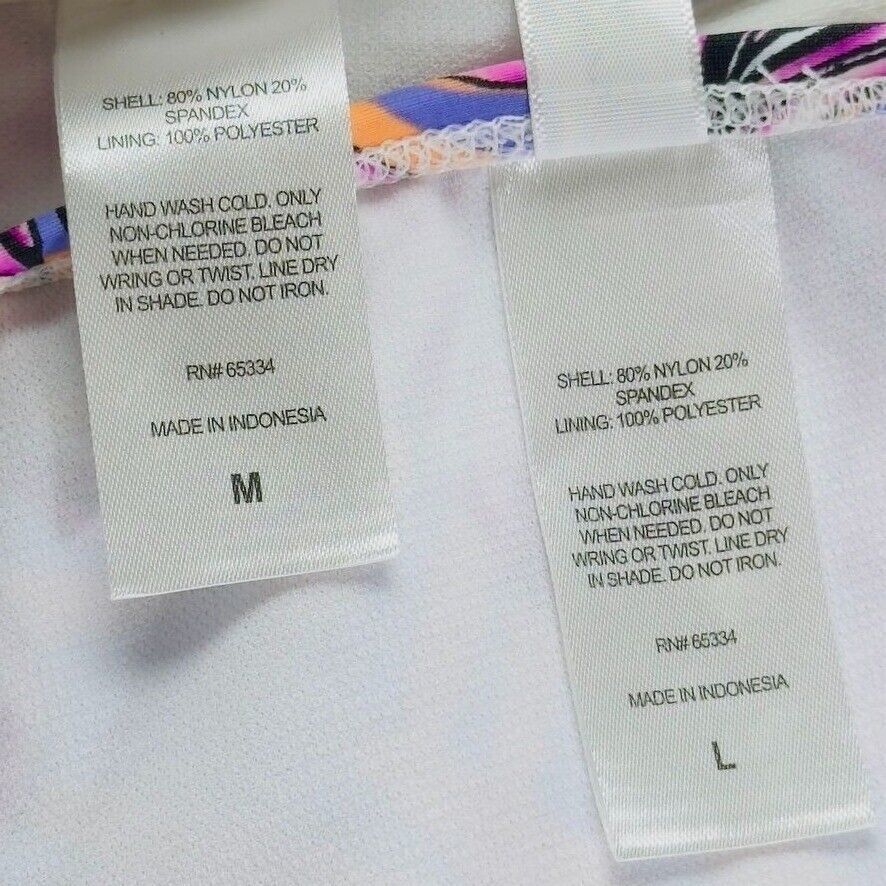 SHELL: 80% NYLON 20%
SPANDEX
LINING: 100% POLYESTER
HAND WASH COLD. ONLY
NON-CHLORINE BLEACH
WHEN NEEDED. DO NOT
WRING OR TWIST. LINE DRY
IN SHADE. DO NOT IRON.
RN# 65334
MADE IN INDONESIA
M
SHELL: 80% NYLON 20%
SPANDEX
LINING: 100% POLYESTER
HAND WASH COLD. ONLY
NON-CHLORINE BLEACH
WHEN NEEDED. DO NOT
WRING OR TWIST. LINE DRY
IN SHADE. DO NOT IRON.
RN# 65334
MADE IN INDONESIA
L